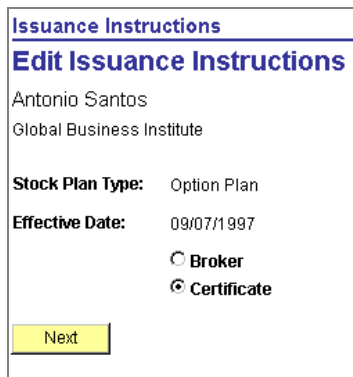 Issuance Instructions
Edit Issuance Instructions
Antonio Santos
Global Business Institute
Stock Plan Type: Option Plan
Effective Date: 09/07/1997
Broker
Certificate
Next